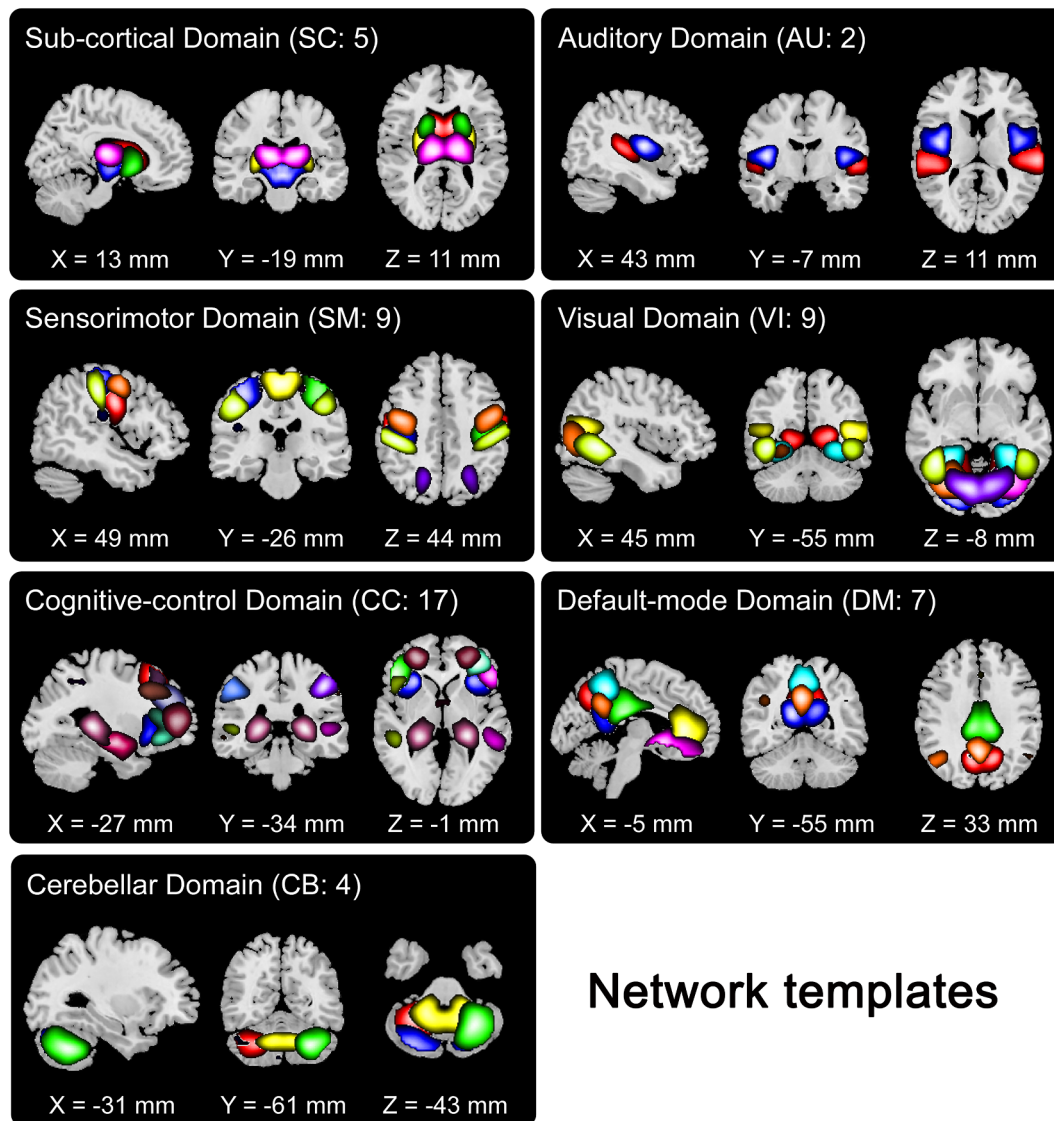 Sub-cortical Domain (SC: 5)
X = 13 mm Y = -19 mm Z = 11 mm
Auditory Domain (AU: 2)
X = 43 mm Y = -7 mm Z = 11 mm
Sensorimotor Domain (SM: 9)
X = 49 mm Y = -26 mm Z = 44 mm
Visual Domain (VI: 9)
X = 45 mm Y = -55 mm Z = -8 mm
Cognitive-control Domain (CC: 17)
X = -27 mm Y = -34 mm Z = -1 mm
Default-mode Domain (DM: 7)
X = -5 mm Y = -55 mm Z = 33 mm
Cerebellar Domain (CB: 4)
X = -31 mm Y = -61 mm Z = -43 mm
Network templates